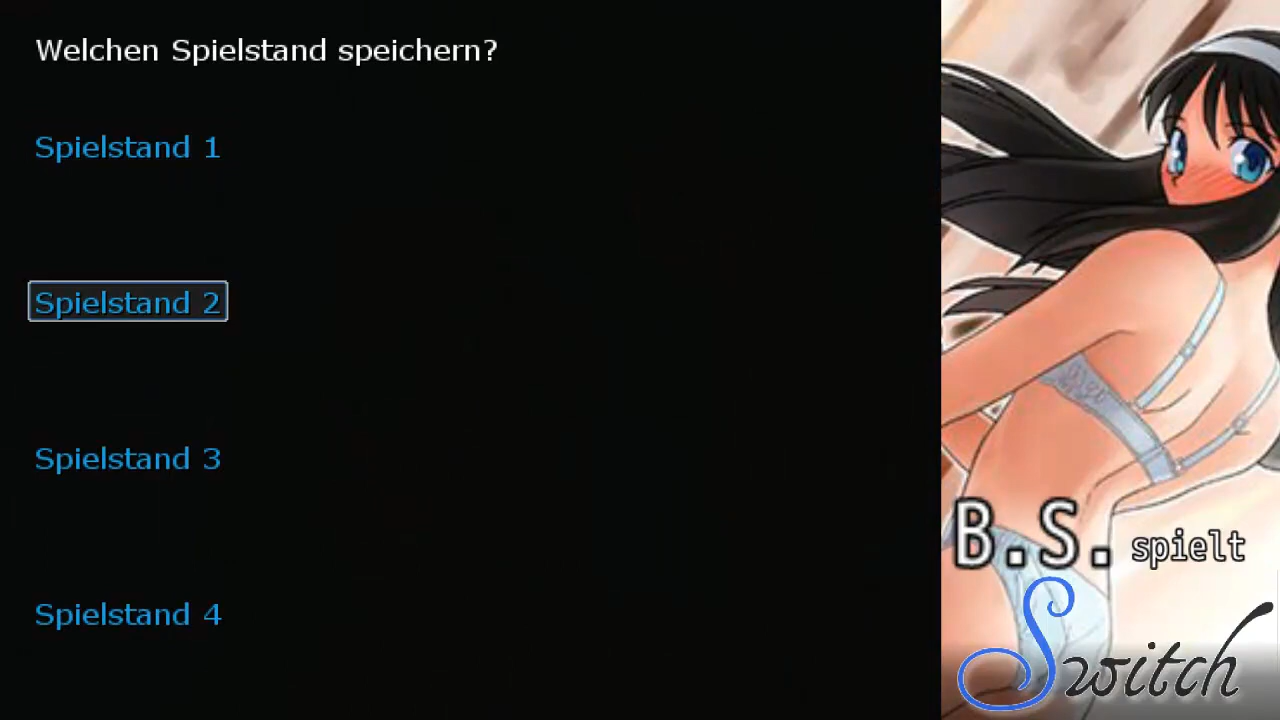 Welchen Spielstand speichern?
Spielstand 1
Spielstand 2
Spielstand 3
Spielstand 4
B.S. spielt
Switch